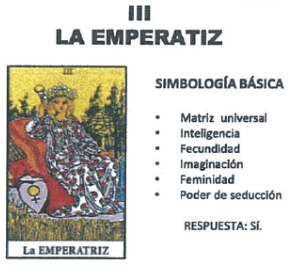 III
LA EMPERATIZ
III
La EMPERATRIZ
SIMBOLOGÍA BÁSICA
• Matriz universal
• Inteligencia
• Fecundidad
• Imaginación
• Feminidad
• Poder de seducción
RESPUESTA: SÍ.